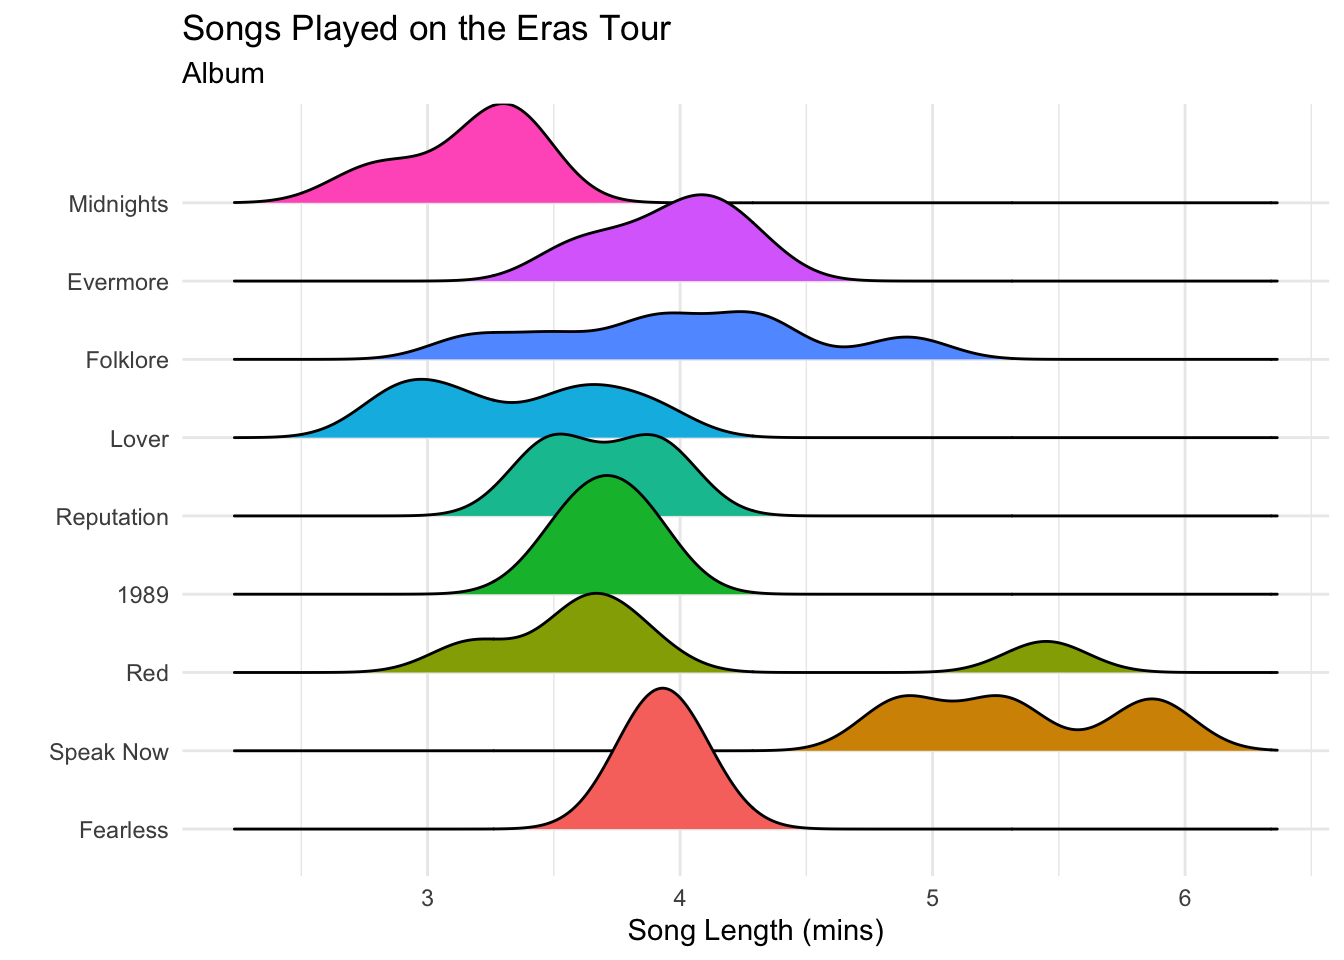 Songs Played on the Eras Tour
Album
Midnights
Evermore
Folklore
Lover
Reputation
1989
Red
Speak Now
Fearless
3 4 5 6
Song Length (mins)